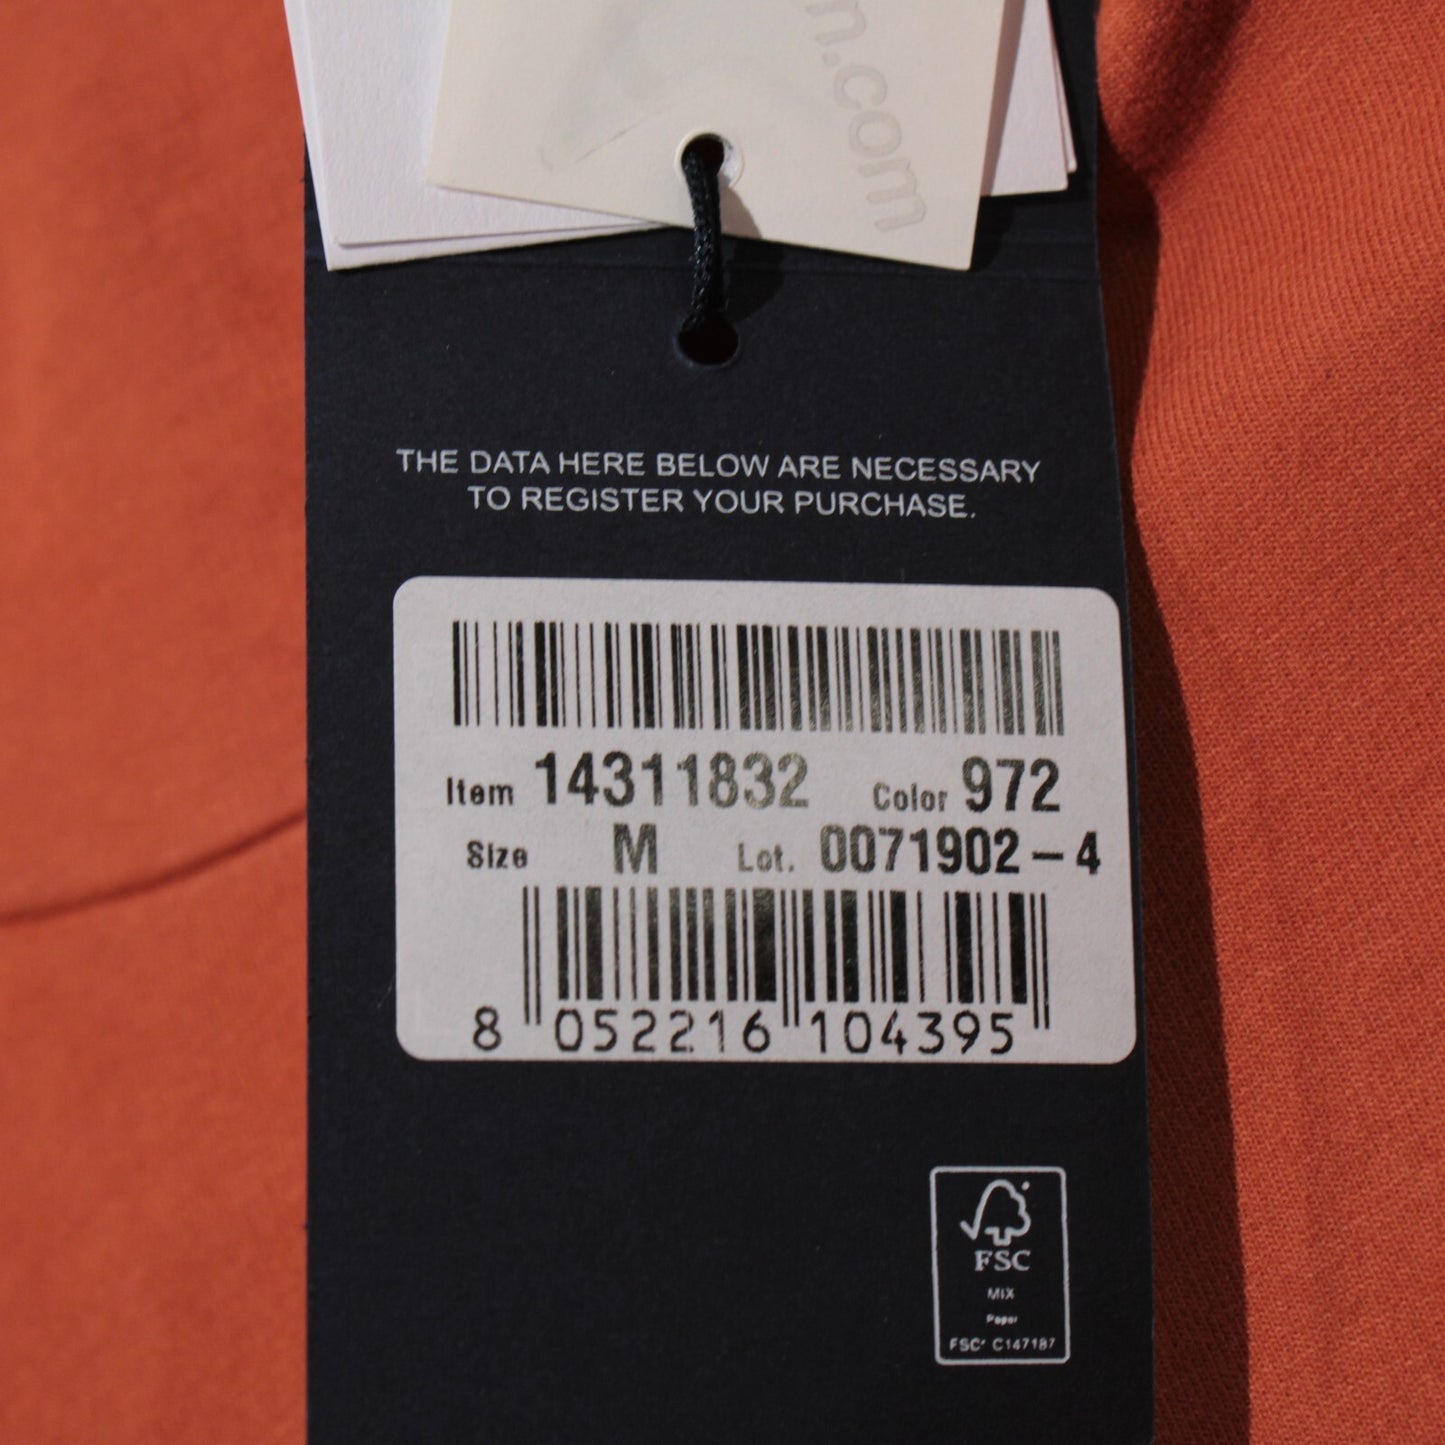 n.com
THE DATA HERE BELOW ARE NECESSARY
TO REGISTER YOUR PURCHASE.
Item 14311832 Color 972
Size M Lot. 0071902-4
8 052216 104395
FSC
MIX
Paper
FSC® C147187